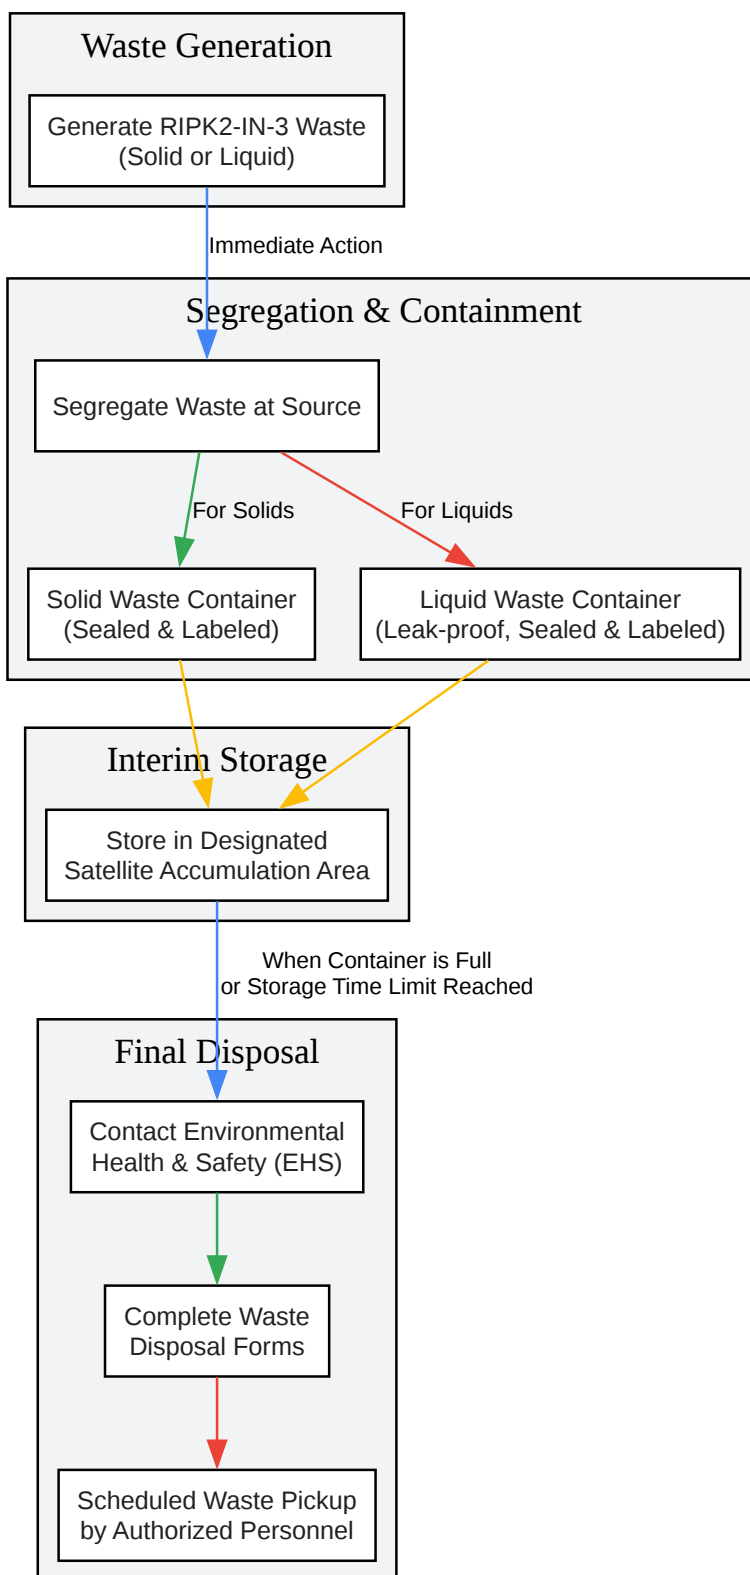 Waste Generation
Generate RIPK2-IN-3 Waste
(Solid or Liquid)
Immediate Action
Segregation & Containment
Segregate Waste at Source
For Solids
For Liquids
Solid Waste Container
(Sealed & Labeled)
Liquid Waste Container
(Leak-proof, Sealed & Labeled)
Interim Storage
Store in Designated
Satellite Accumulation Area
When Container is Full
or Storage Time Limit Reached
Final Disposal
Contact Environmental
Health & Safety (EHS)
Complete Waste
Disposal Forms
Scheduled Waste Pickup
by Authorized Personnel